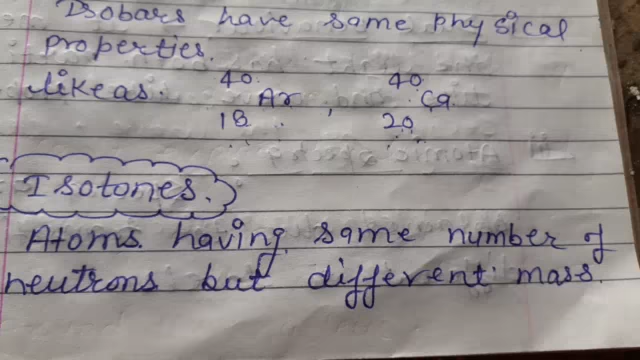 Isobars have same physical
properties.
like as. 40 18 Ar , 40 20 Ca
Isotones.
Atoms having same number of
neutrons but different mass.